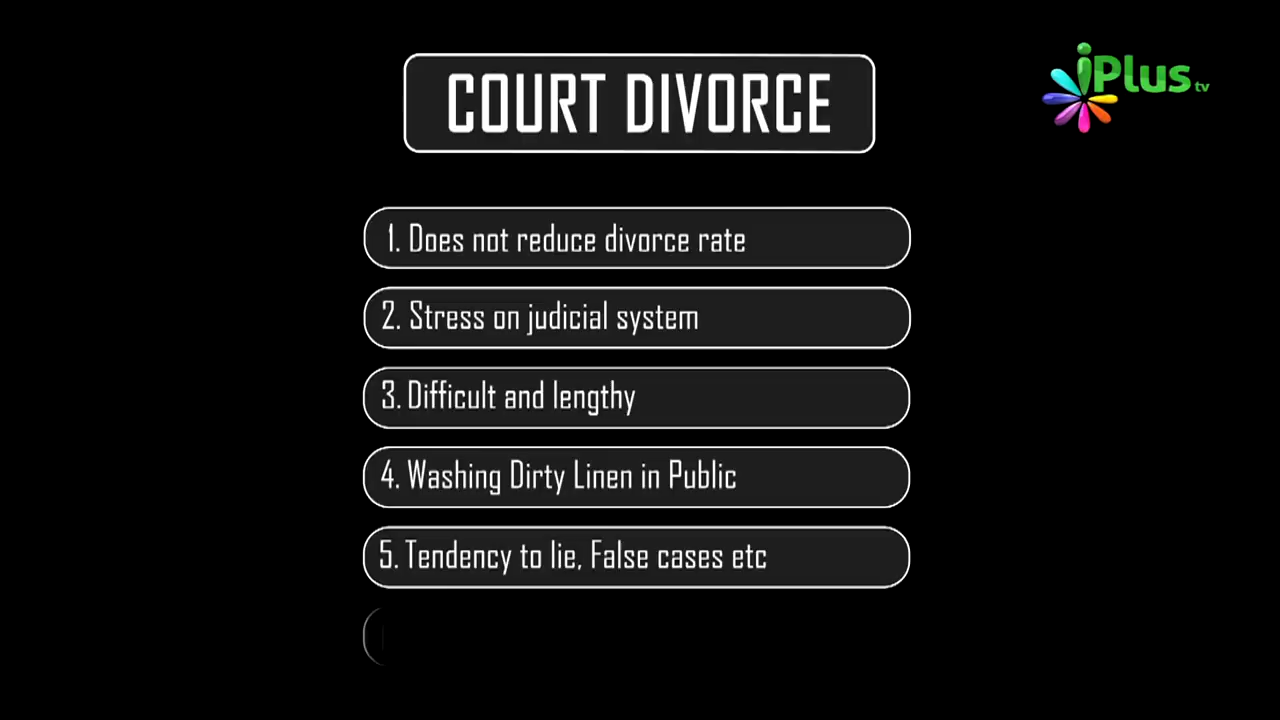 COURT DIVORCE
iPlus tv
1. Does not reduce divorce rate
2. Stress on judicial system
3. Difficult and lengthy
4. Washing Dirty Linen in Public
5. Tendency to lie, False cases etc